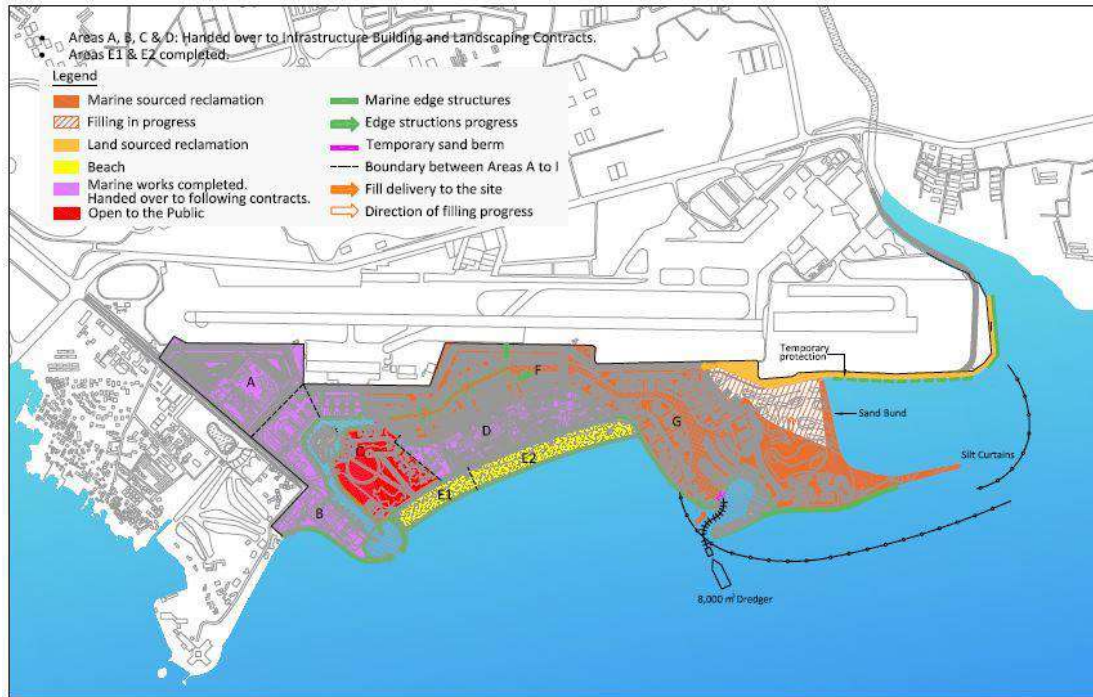 Areas A, B, C & D: Handed over to Infrastructure Building and Landscaping Contracts.
Areas E1 & E2 completed.
Legend
Marine sourced reclamation
Filling in progress
Land sourced reclamation
Beach
Marine works completed.
Handed over to following contracts.
Open to the Public
Marine edge structures
Edge structions progress
Temporary sand berm
Boundary between Areas A to I
Fill delivery to the site
Direction of filling progress
Temporary
protection
A
F
Sand Bund
G
D
C
Silt Curtains
E2
E1
B
8,000 m³ Dredger